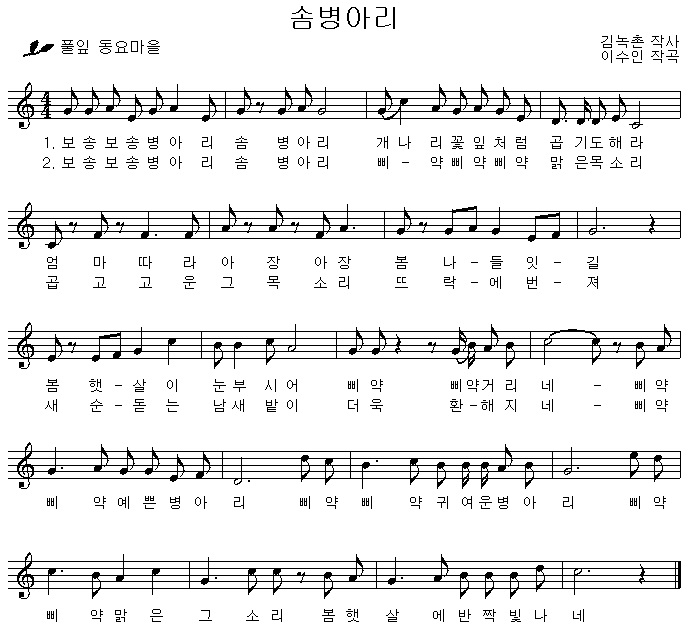 솜병아리
풀잎 동요마을
김녹촌 작사
이수인 작곡
1.보송보송병아 리 솜 병아리 개나 리꽃잎처럼 곱기도해라
2.보송보송병아 리 솜 병아리 삐-약삐약삐약 맑은목소리
엄 마 따 라아 장 아장 봄 나-들잇-길
곱 고 고 운그 목 소리 뜨 락-에번-져
봄 햇-살이 눈부시어 삐약 삐약거리네 - 삐약
새 순-돋는 남새밭이 더욱 환-해지네 - 삐약
삐 약예쁜병아 리 삐약 삐 약귀여운병아 리 삐약
삐 약맑은 그 소리 봄햇 살 에반짝빛나 네